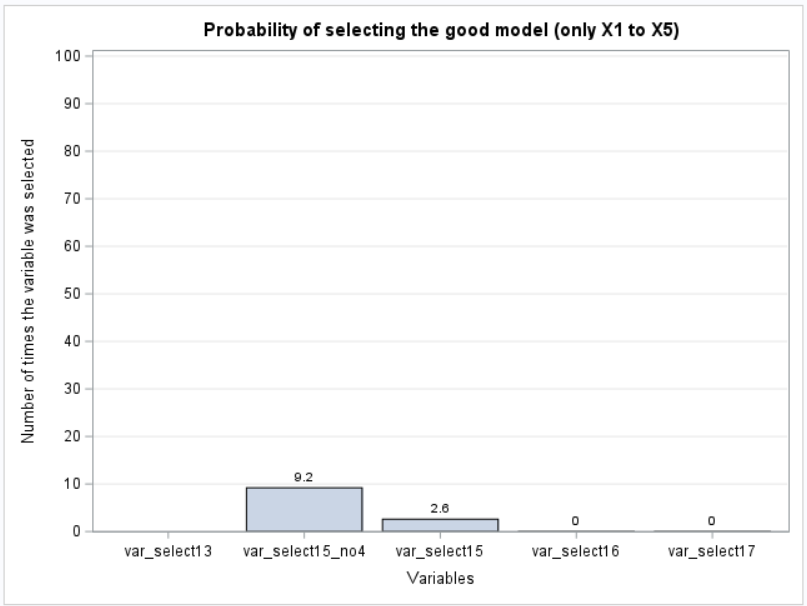 Probability of selecting the good model (only X1 to X5)
Number of times the variable was selected
100
90
80
70
60
50
40
30
20
10
0
9.2
2.6
0
0
var_select13
var_select15_no4
var_select15
var_select16
var_select17
Variables